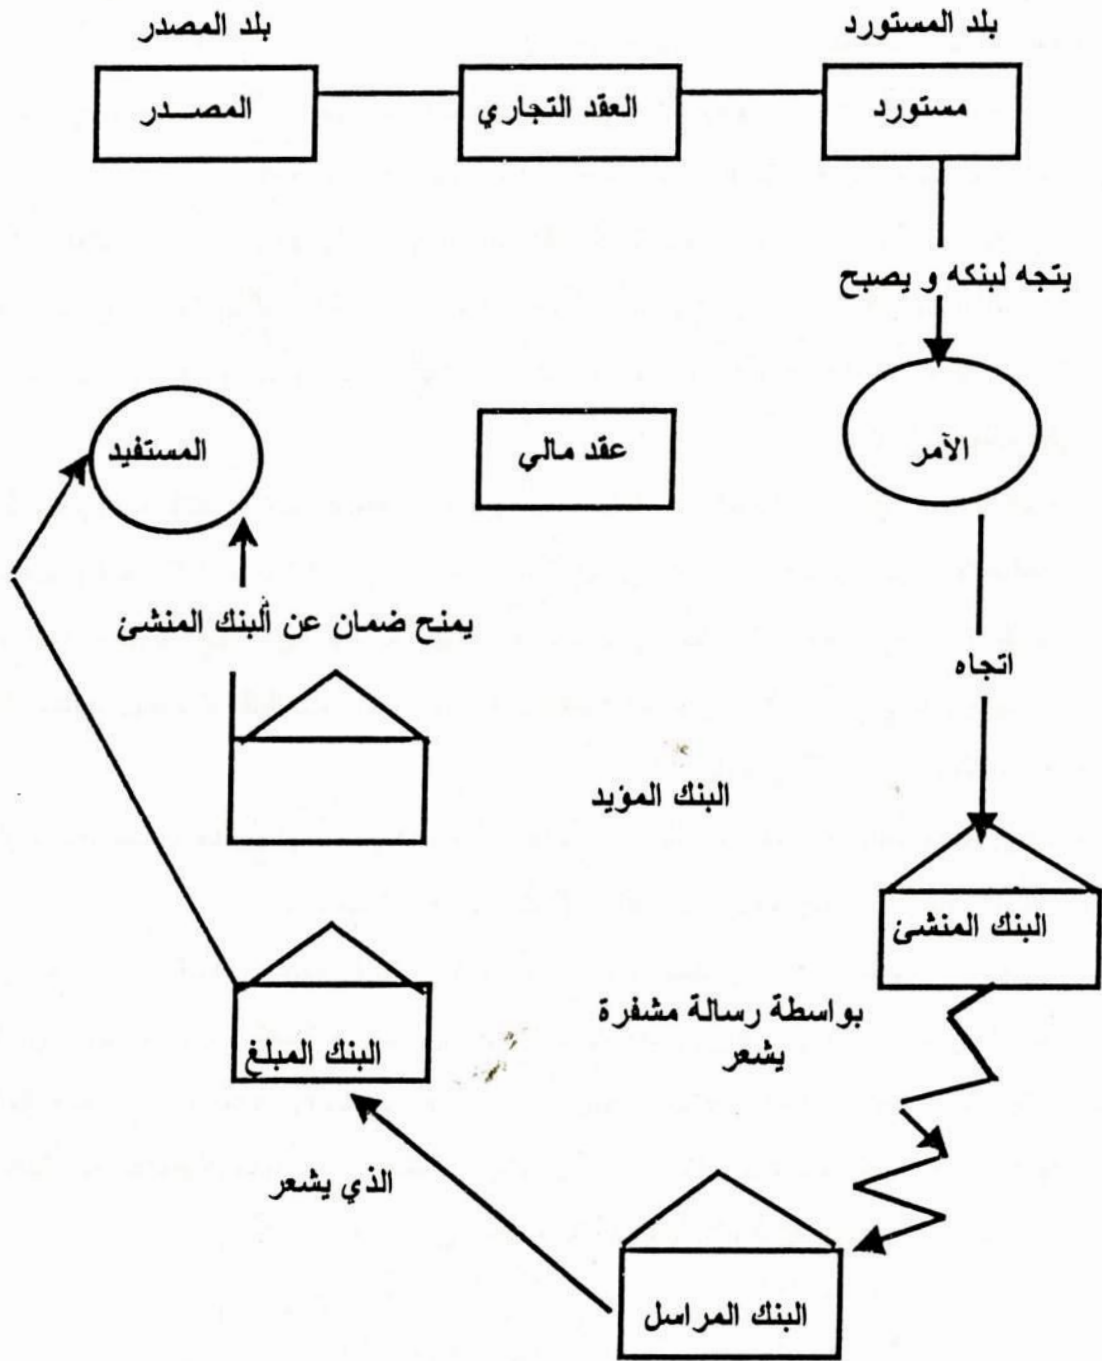 بلد المستورد
بلد المصدر
مستورد
العقد التجاري
المصــدر
يتجه لبنكه و يصبح
الآمر
عقد مالي
المستفيد
يمنح ضمان عن ألبنك المنشئ
اتجاه
البنك المؤيد
البنك المنشئ
بواسطة رسالة مشفرة
يشعر
البنك المبلغ
الذي يشعر
البنك المراسل